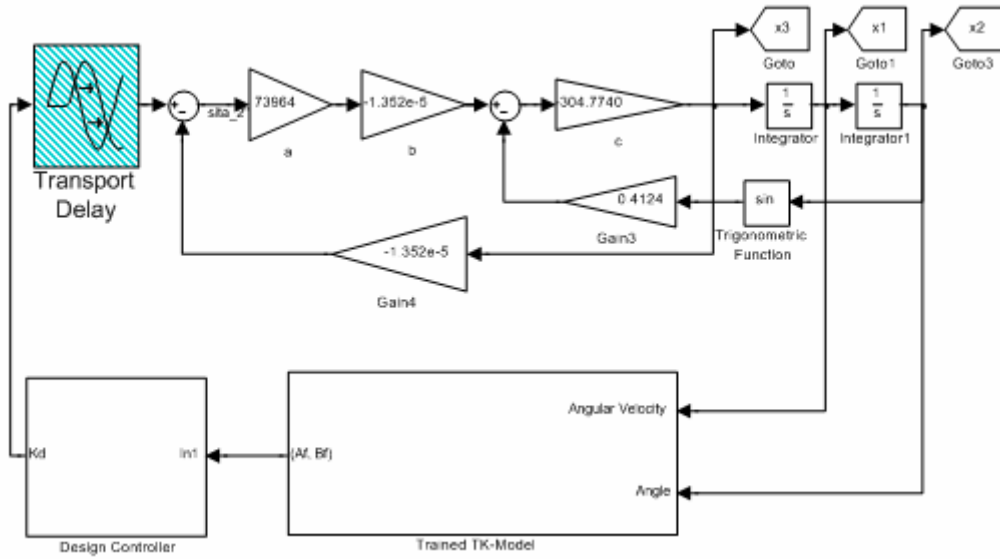 x3
x1
x2
Goto
Goto1
Goto3
+
−
sita_2
73964
-1.352e-5
+
−
304.7740
1
s
1
s
a
b
c
Integrator
Integrator1
Transport
Delay
0.4124
sin
Gain3
Trigonometric
Function
-1.352e-5
Gain4
Angular Velocity
Kd
In1
(Af, Bf)
Angle
Design Controller
Trained TK-Model